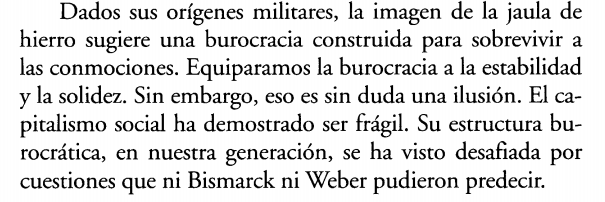 Dados sus orígenes militares, la imagen de la jaula de
hierro sugiere una burocracia construida para sobrevivir a
las conmociones. Equiparamos la burocracia a la estabilidad
y la solidez. Sin embargo, eso es sin duda una ilusión. El ca-
pitalismo social ha demostrado ser frágil. Su estructura bu-
rocrática, en nuestra generación, se ha visto desafiada por
cuestiones que ni Bismarck ni Weber pudieron predecir.